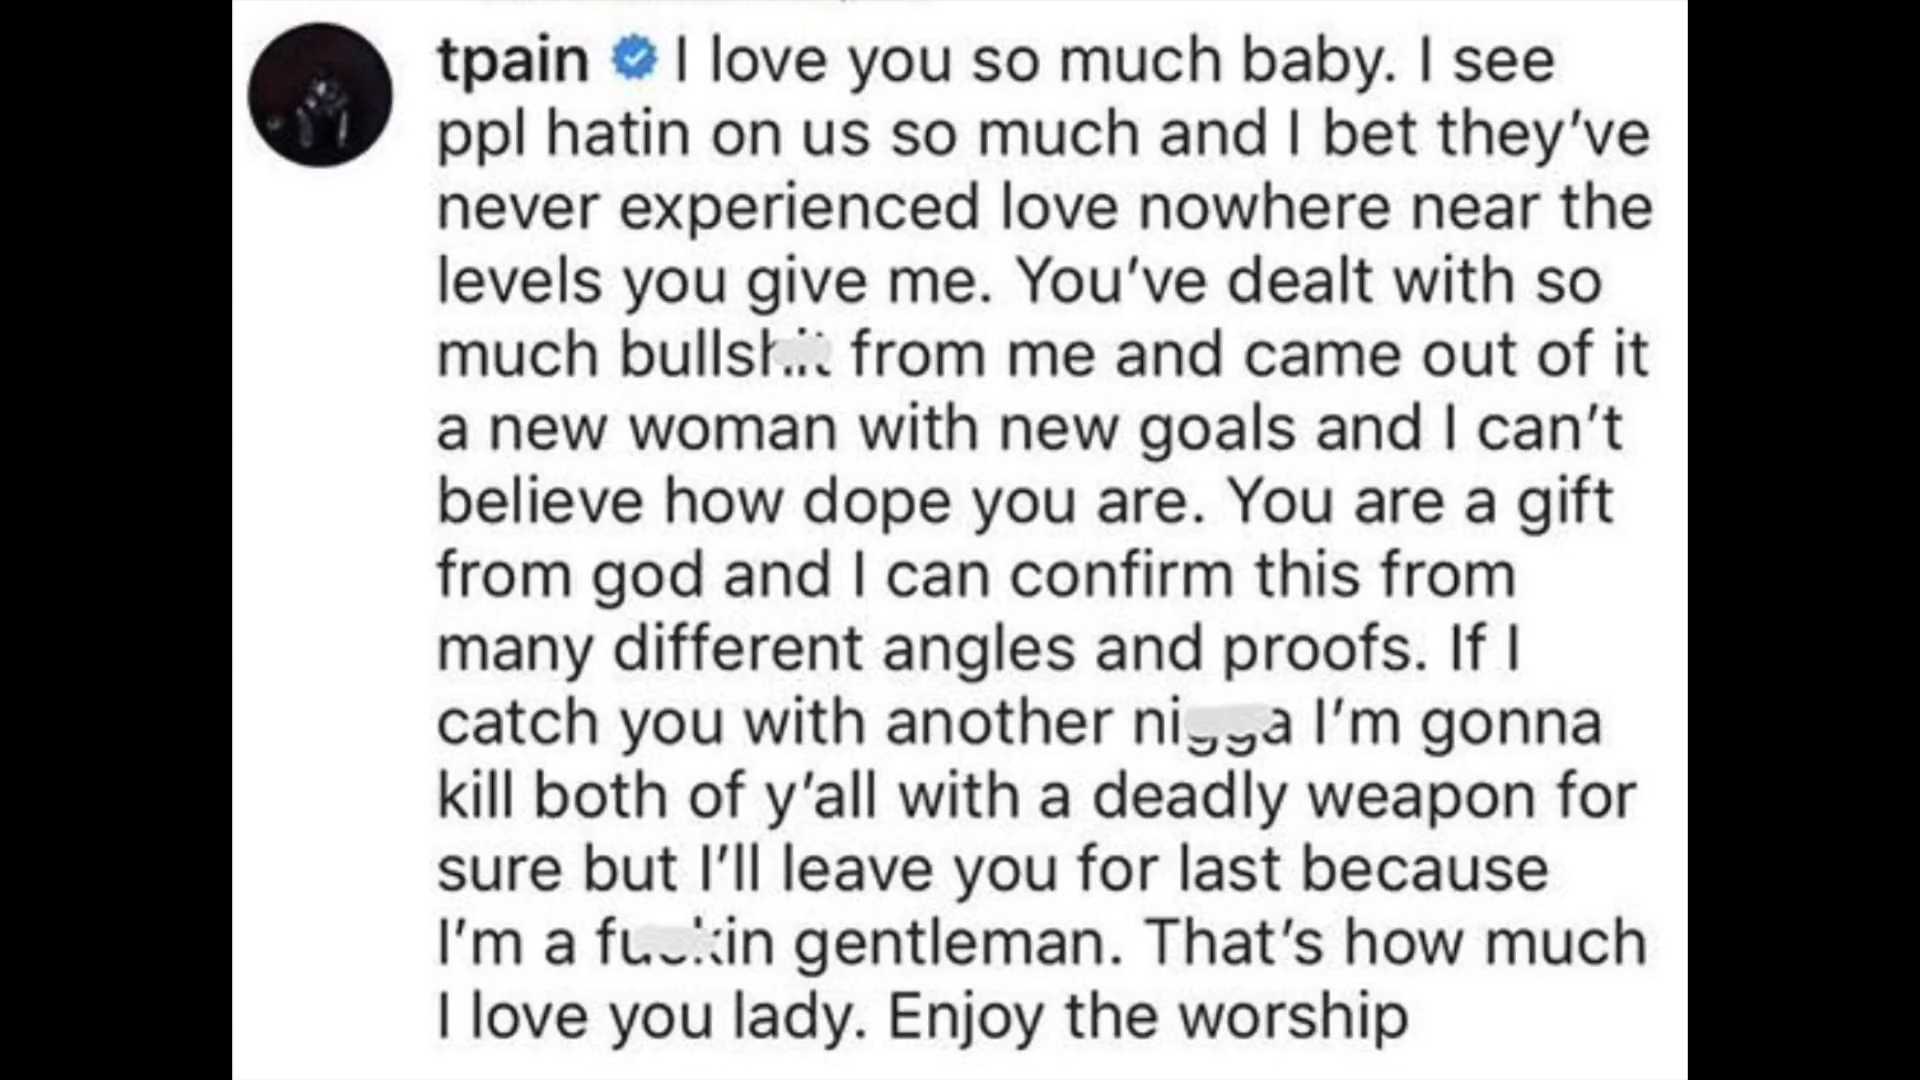 tpain I love you so much baby. I see
ppl hatin on us so much and I bet they've
never experienced love nowhere near the
levels you give me. You've dealt with so
much bullshit from me and came out of it
a new woman with new goals and I can't
believe how dope you are. You are a gift
from god and I can confirm this from
many different angles and proofs. If I
catch you with another nigga I'm gonna
kill both of y'all with a deadly weapon for
sure but I'll leave you for last because
I'm a fuckin gentleman. That's how much
I love you lady. Enjoy the worship